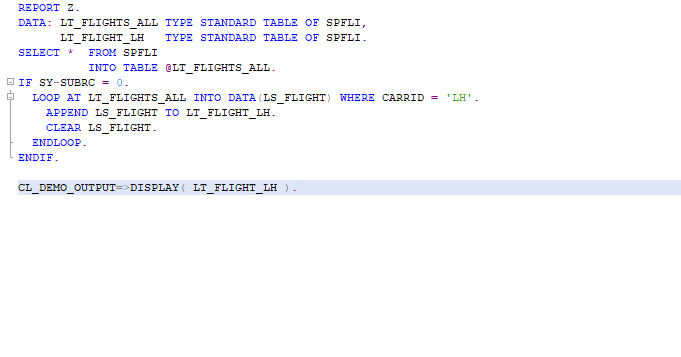 REPORT Z.
DATA: LT_FLIGHTS_ALL TYPE STANDARD TABLE OF SPFLI,
      LT_FLIGHT_LH   TYPE STANDARD TABLE OF SPFLI.
SELECT *  FROM SPFLI
          INTO TABLE @LT_FLIGHTS_ALL.
IF SY-SUBRC = 0.
  LOOP AT LT_FLIGHTS_ALL INTO DATA(LS_FLIGHT) WHERE CARRID = 'LH'.
    APPEND LS_FLIGHT TO LT_FLIGHT_LH.
    CLEAR LS_FLIGHT.
  ENDLOOP.
ENDIF.
CL_DEMO_OUTPUT=>DISPLAY( LT_FLIGHT_LH ).